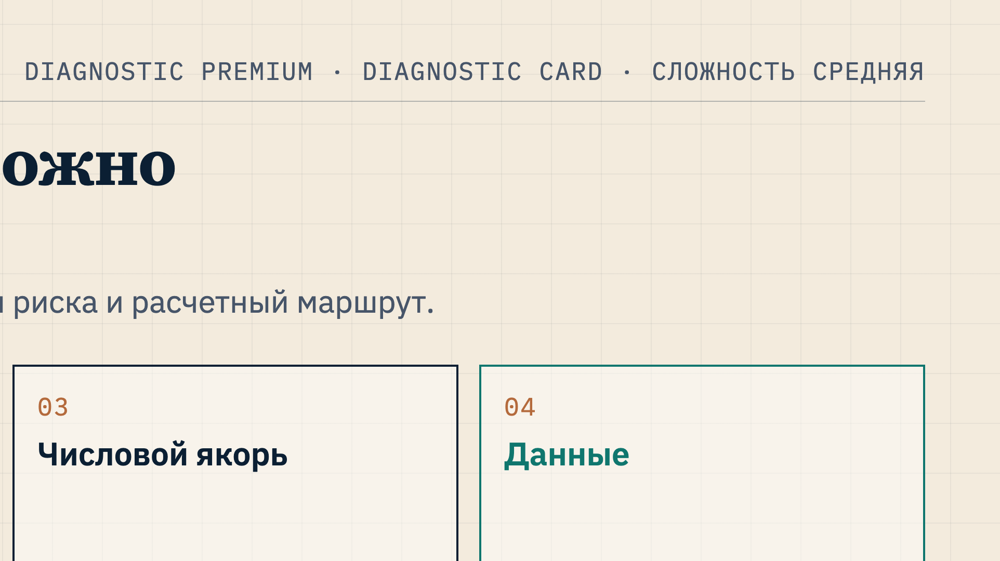 DIAGNOSTIC PREMIUM · DIAGNOSTIC CARD · СЛОЖНОСТЬ СРЕДНЯЯ
ожно
риска и расчетный маршрут.
03
Числовой якорь
04
Данные